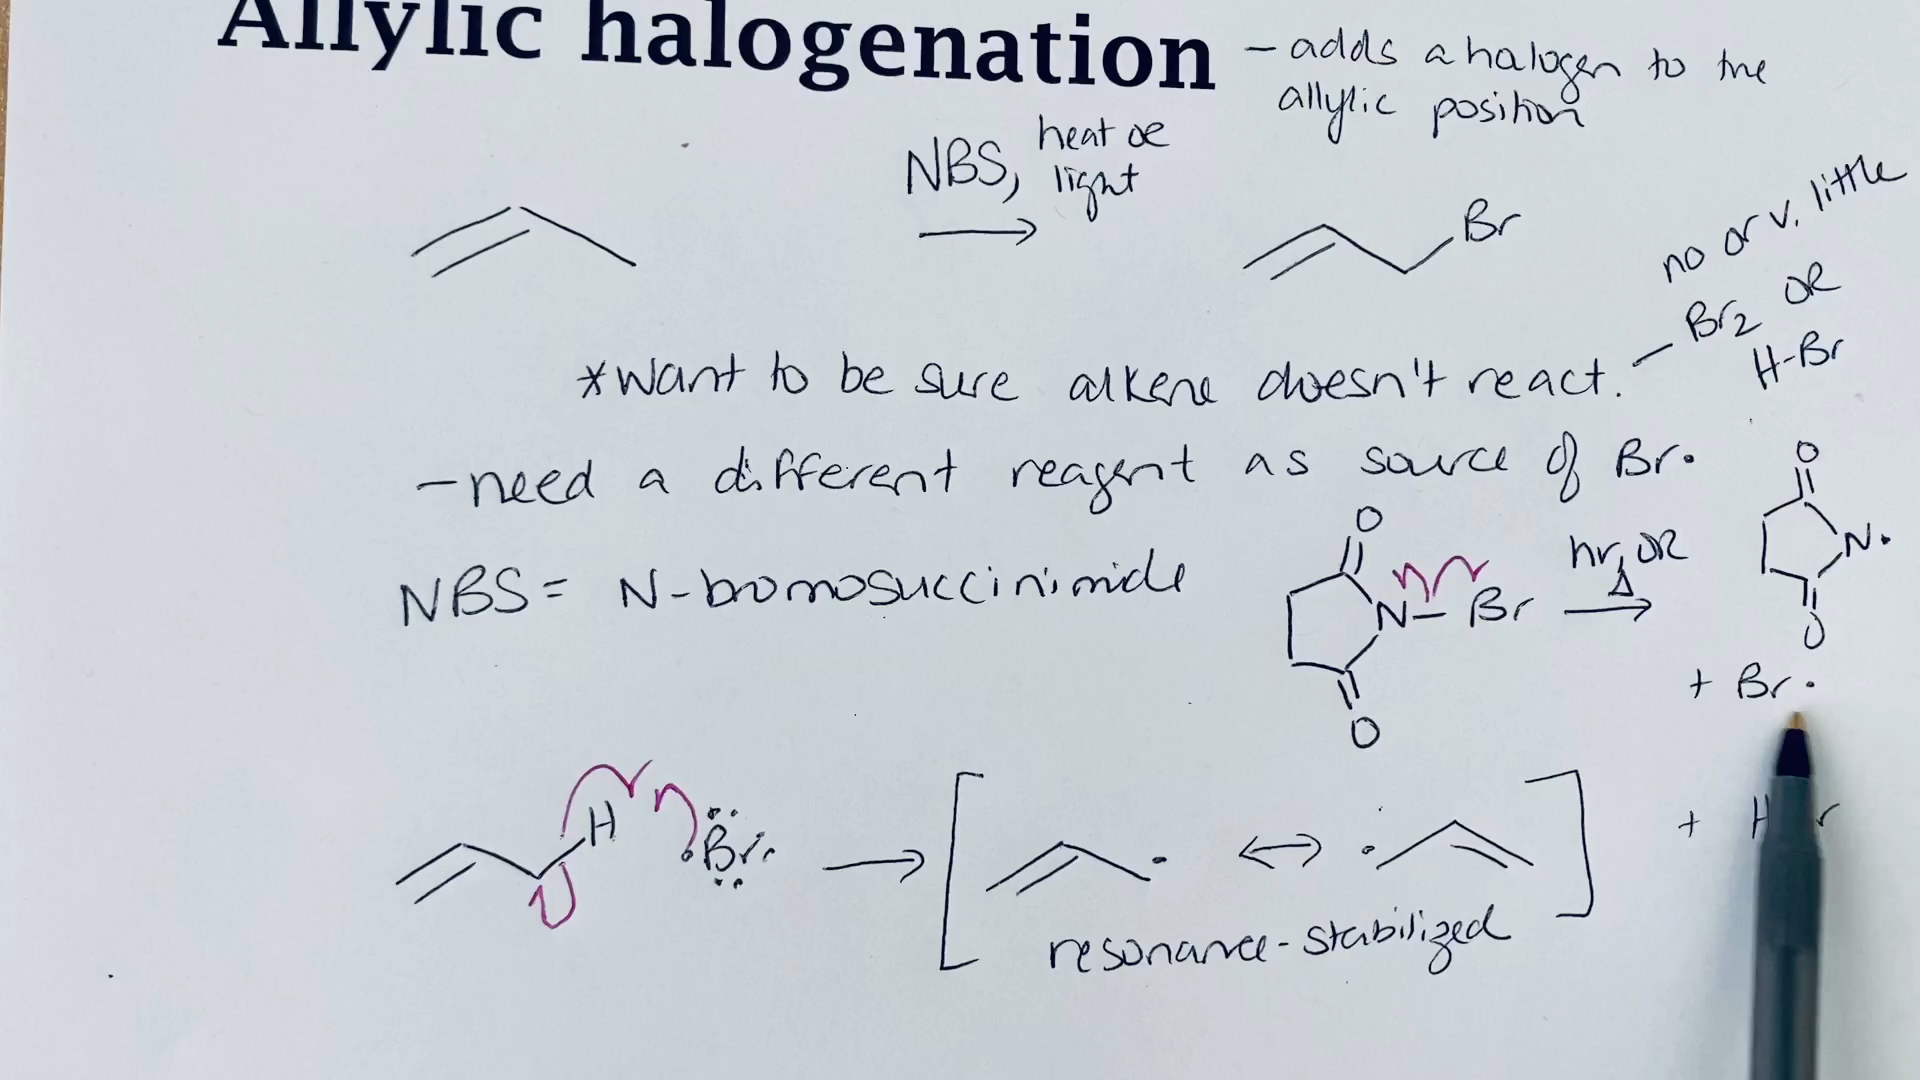 Allylic halogenation
– adds a halogen to the
allylic position
NBS, heat or
light
Br
no or v. little
Br2 OR
H-Br
*want to be sure alkene doesn't react. –
– need a different reagent as source of Br•
NBS = N-bromosuccinimide
O
N–Br
O
hν, OR
Δ
O
N•
O
+ Br•
H
•Br
+ H
resonance-stabilized